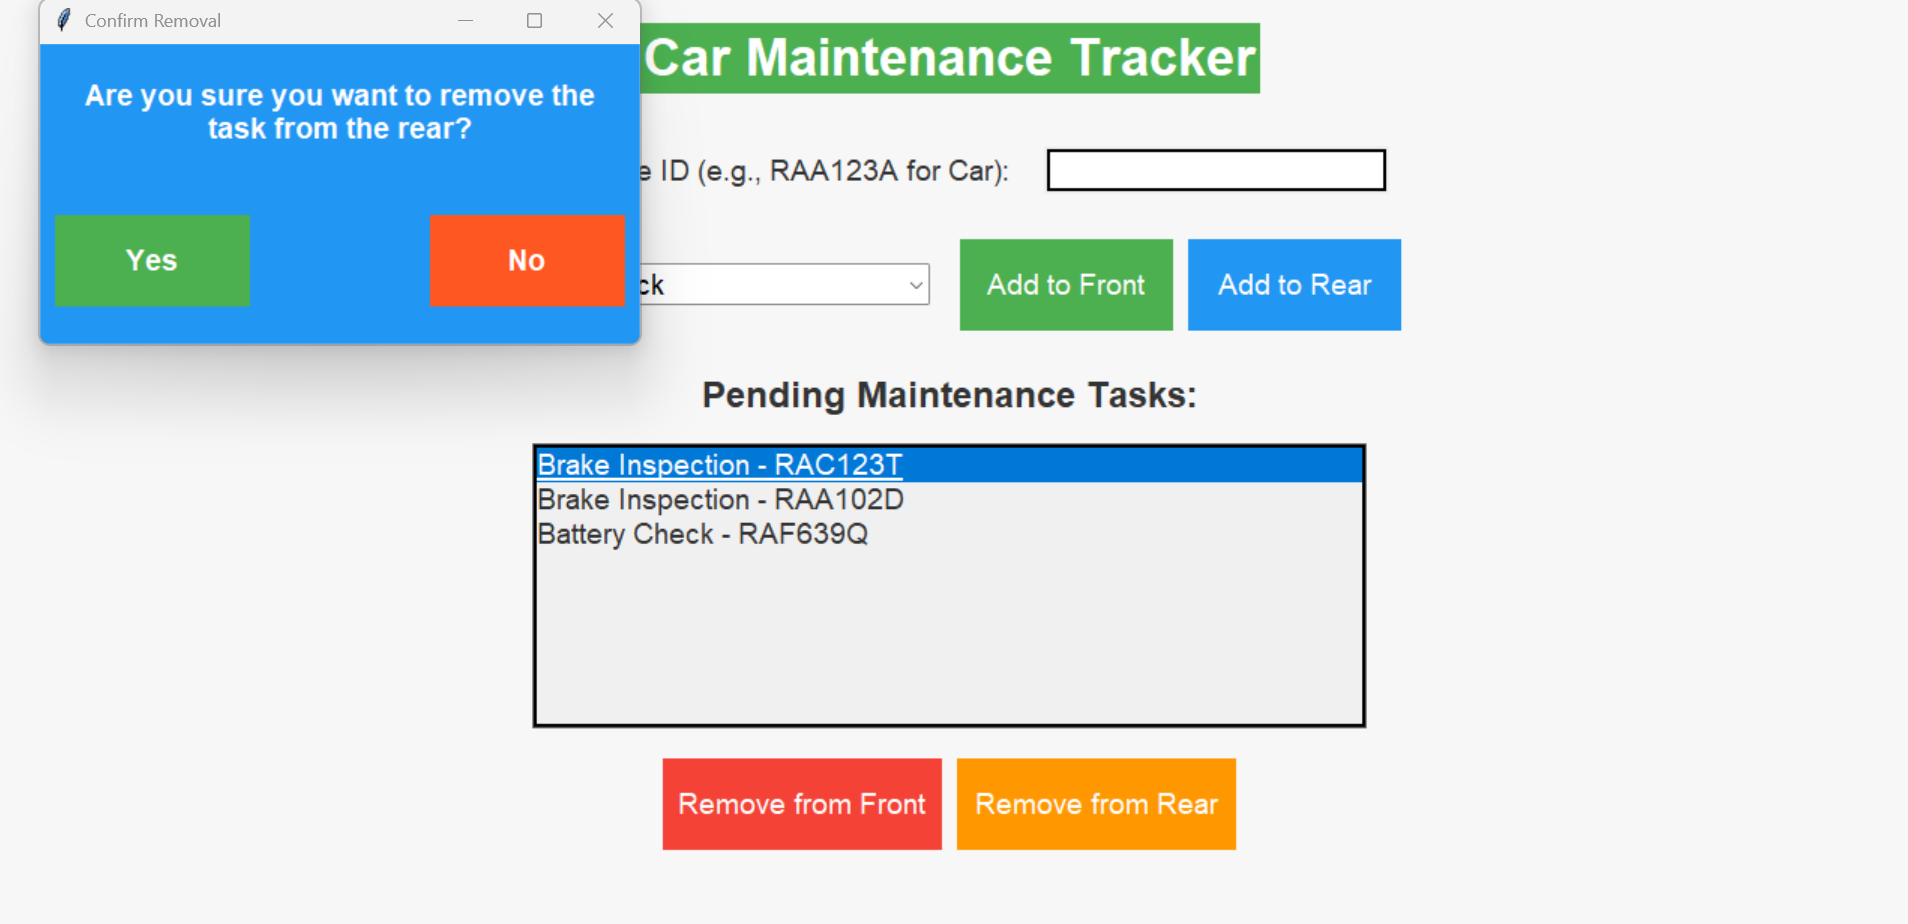 Confirm Removal
Are you sure you want to remove the
task from the rear?
Yes
No
Car Maintenance Tracker
ID (e.g., RAA123A for Car):
Add to Front
Add to Rear
Pending Maintenance Tasks:
Brake Inspection - RAC123T
Brake Inspection - RAA102D
Battery Check - RAF639Q
Remove from Front
Remove from Rear